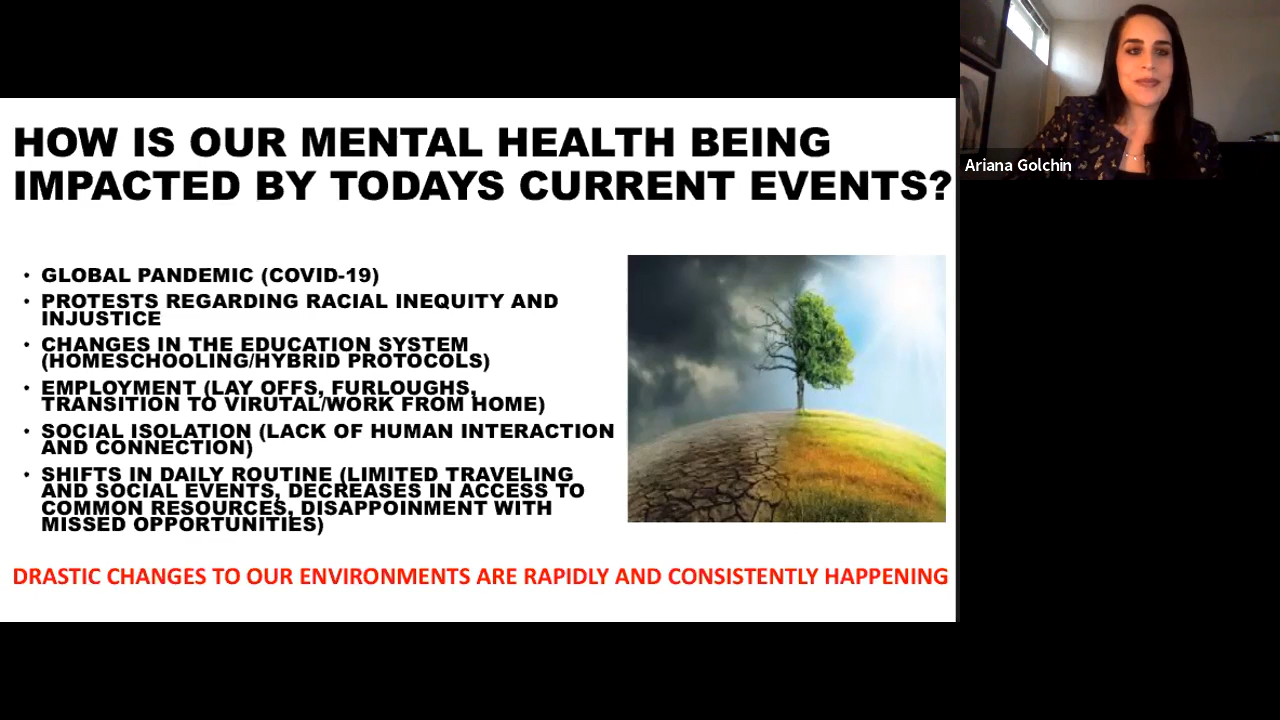 HOW IS OUR MENTAL HEALTH BEING
IMPACTED BY TODAYS CURRENT EVENTS?
• GLOBAL PANDEMIC (COVID-19)
• PROTESTS REGARDING RACIAL INEQUITY AND
INJUSTICE
• CHANGES IN THE EDUCATION SYSTEM
(HOMESCHOOLING/HYBRID PROTOCOLS)
• EMPLOYMENT (LAY OFFS, FURLOUGHS,
TRANSITION TO VIRUTAL/WORK FROM HOME)
• SOCIAL ISOLATION (LACK OF HUMAN INTERACTION
AND CONNECTION)
• SHIFTS IN DAILY ROUTINE (LIMITED TRAVELING
AND SOCIAL EVENTS, DECREASES IN ACCESS TO
COMMON RESOURCES, DISAPPOINMENT WITH
MISSED OPPORTUNITIES)
DRASTIC CHANGES TO OUR ENVIRONMENTS ARE RAPIDLY AND CONSISTENTLY HAPPENING
Ariana Golchin